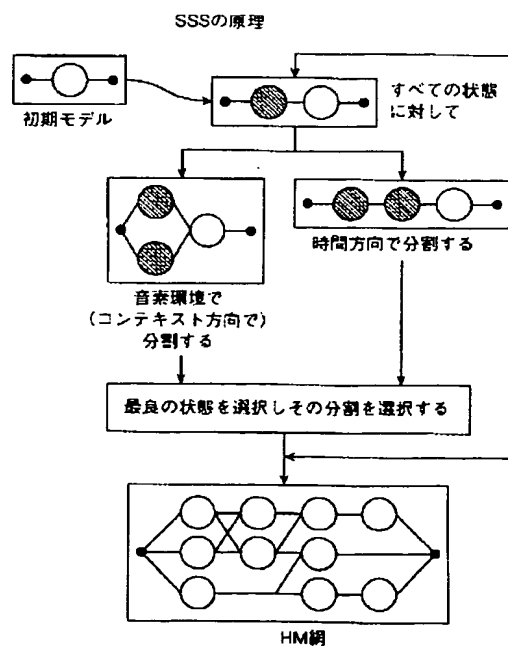 SSSの原理
初期モデル
すべての状態
に対して
音素環境で
(コンテキスト方向で)
分割する
時間方向で分割する
最良の状態を選択しその分割を選択する
HM網